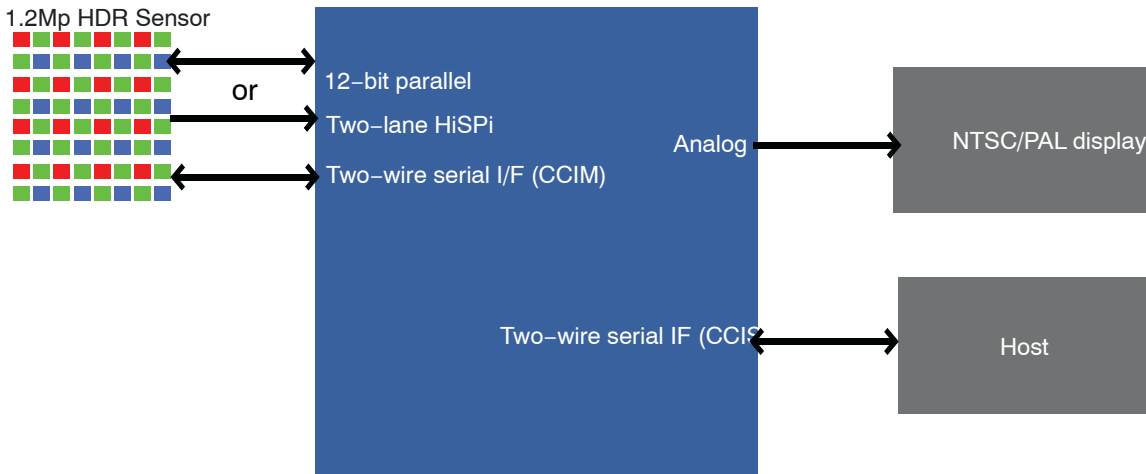 1.2Mp HDR Sensor
12–bit parallel
or
Two–lane HiSPi
Two–wire serial I/F (CCIM)
Analog
NTSC/PAL display
Two–wire serial IF (CCIS
Host